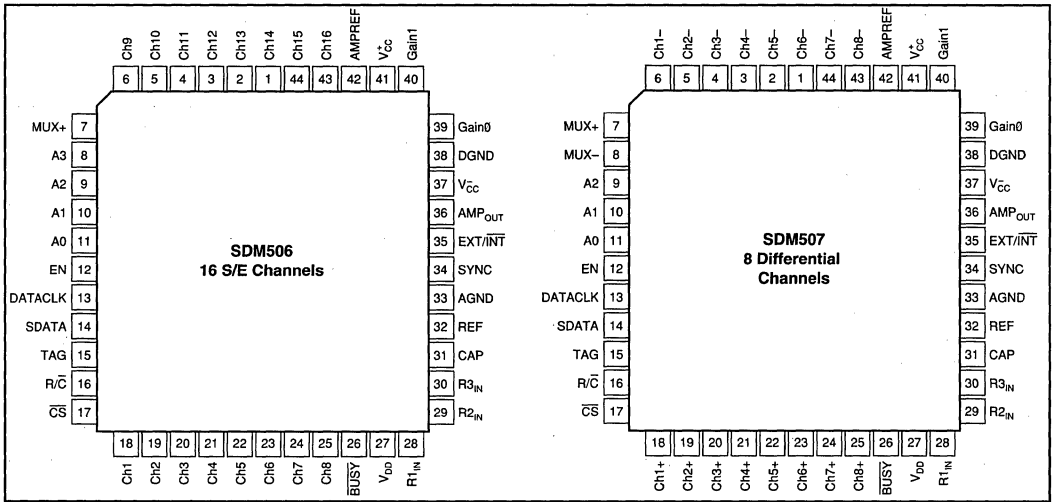 Ch9 Ch10 Ch11 Ch12 Ch13 Ch14 Ch15 Ch16 AMPREF V+CC Gain1
6 5 4 3 2 1 44 43 42 41 40
MUX+ 7
A3 8
A2 9
A1 10
A0 11
EN 12
DATACLK 13
SDATA 14
TAG 15
R/C̅ 16
C̅S̅ 17
SDM506
16 S/E Channels
39 Gain0
38 DGND
37 V−CC
36 AMPOUT
35 EXT/I̅N̅T̅
34 SYNC
33 AGND
32 REF
31 CAP
30 R3IN
29 R2IN
18 19 20 21 22 23 24 25 26 27 28
Ch1 Ch2 Ch3 Ch4 Ch5 Ch6 Ch7 Ch8 B̅U̅S̅Y̅ VDD R1IN
Ch1− Ch2− Ch3− Ch4− Ch5− Ch6− Ch7− Ch8− AMPREF V+CC Gain1
6 5 4 3 2 1 44 43 42 41 40
MUX+ 7
MUX− 8
A2 9
A1 10
A0 11
EN 12
DATACLK 13
SDATA 14
TAG 15
R/C̅ 16
C̅S̅ 17
SDM507
8 Differential
Channels
39 Gain0
38 DGND
37 V−CC
36 AMPOUT
35 EXT/I̅N̅T̅
34 SYNC
33 AGND
32 REF
31 CAP
30 R3IN
29 R2IN
18 19 20 21 22 23 24 25 26 27 28
Ch1+ Ch2+ Ch3+ Ch4+ Ch5+ Ch6+ Ch7+ Ch8+ B̅U̅S̅Y̅ VDD R1IN